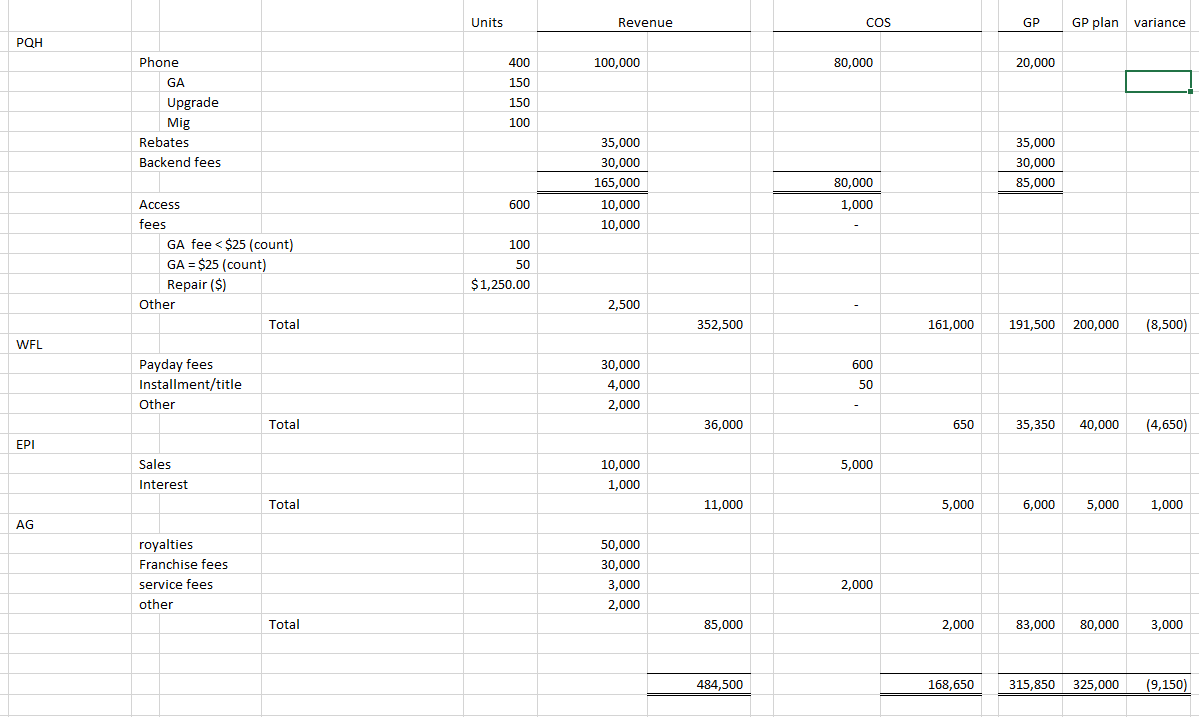 Units Revenue COS GP GP plan variance
PQH
Phone 400 100,000 80,000 20,000
GA 150
Upgrade 150
Mig 100
Rebates 35,000 35,000
Backend fees 30,000 30,000
165,000 80,000 85,000
Access 600 10,000 1,000
fees 10,000 -
GA fee < $25 (count) 100
GA = $25 (count) 50
Repair ($) $1,250.00
Other 2,500 -
Total 352,500 161,000 191,500 200,000 (8,500)
WFL
Payday fees 30,000 600
Installment/title 4,000 50
Other 2,000 -
Total 36,000 650 35,350 40,000 (4,650)
EPI
Sales 10,000 5,000
Interest 1,000
Total 11,000 5,000 6,000 5,000 1,000
AG
royalties 50,000
Franchise fees 30,000
service fees 3,000 2,000
other 2,000
Total 85,000 2,000 83,000 80,000 3,000
484,500 168,650 315,850 325,000 (9,150)